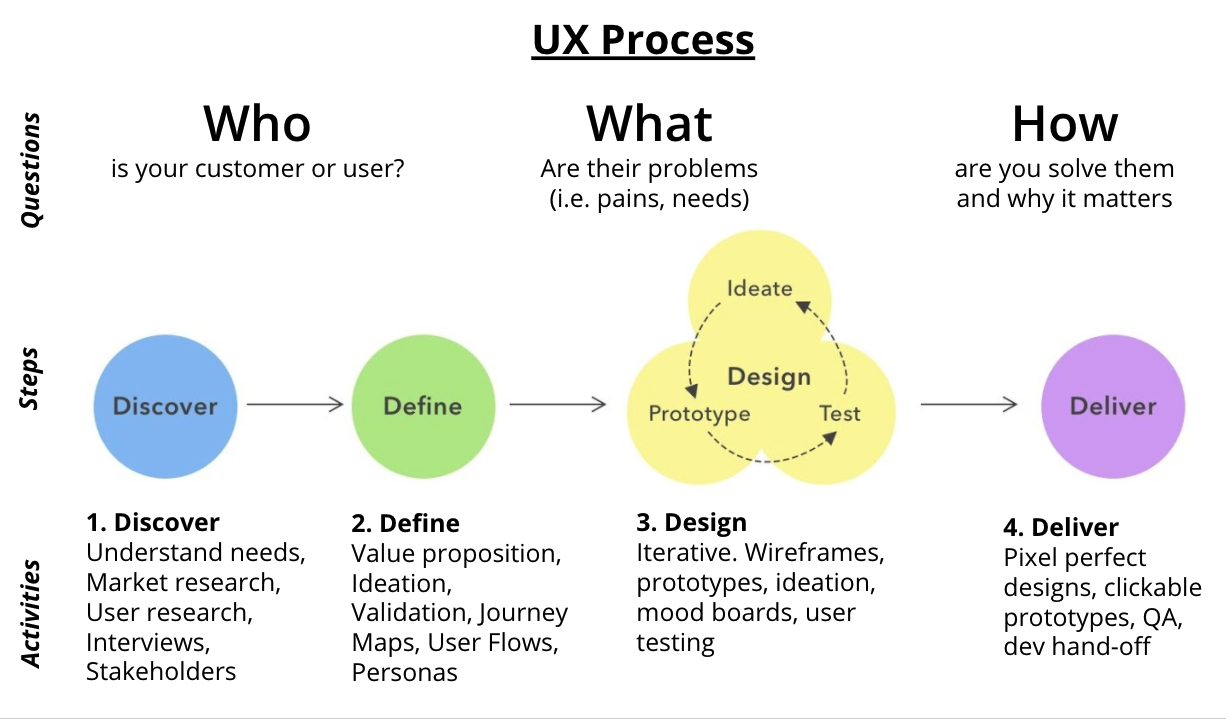 UX Process
Questions
Who
is your customer or user?
What
Are their problems
(i.e. pains, needs)
How
are you solve them
and why it matters
Steps
Discover
Define
Ideate
Design
Prototype
Test
Deliver
Activities
1. Discover
Understand needs,
Market research,
User research,
Interviews,
Stakeholders
2. Define
Value proposition,
Ideation,
Validation, Journey
Maps, User Flows,
Personas
3. Design
Iterative. Wireframes,
prototypes, ideation,
mood boards, user
testing
4. Deliver
Pixel perfect
designs, clickable
prototypes, QA,
dev hand-off